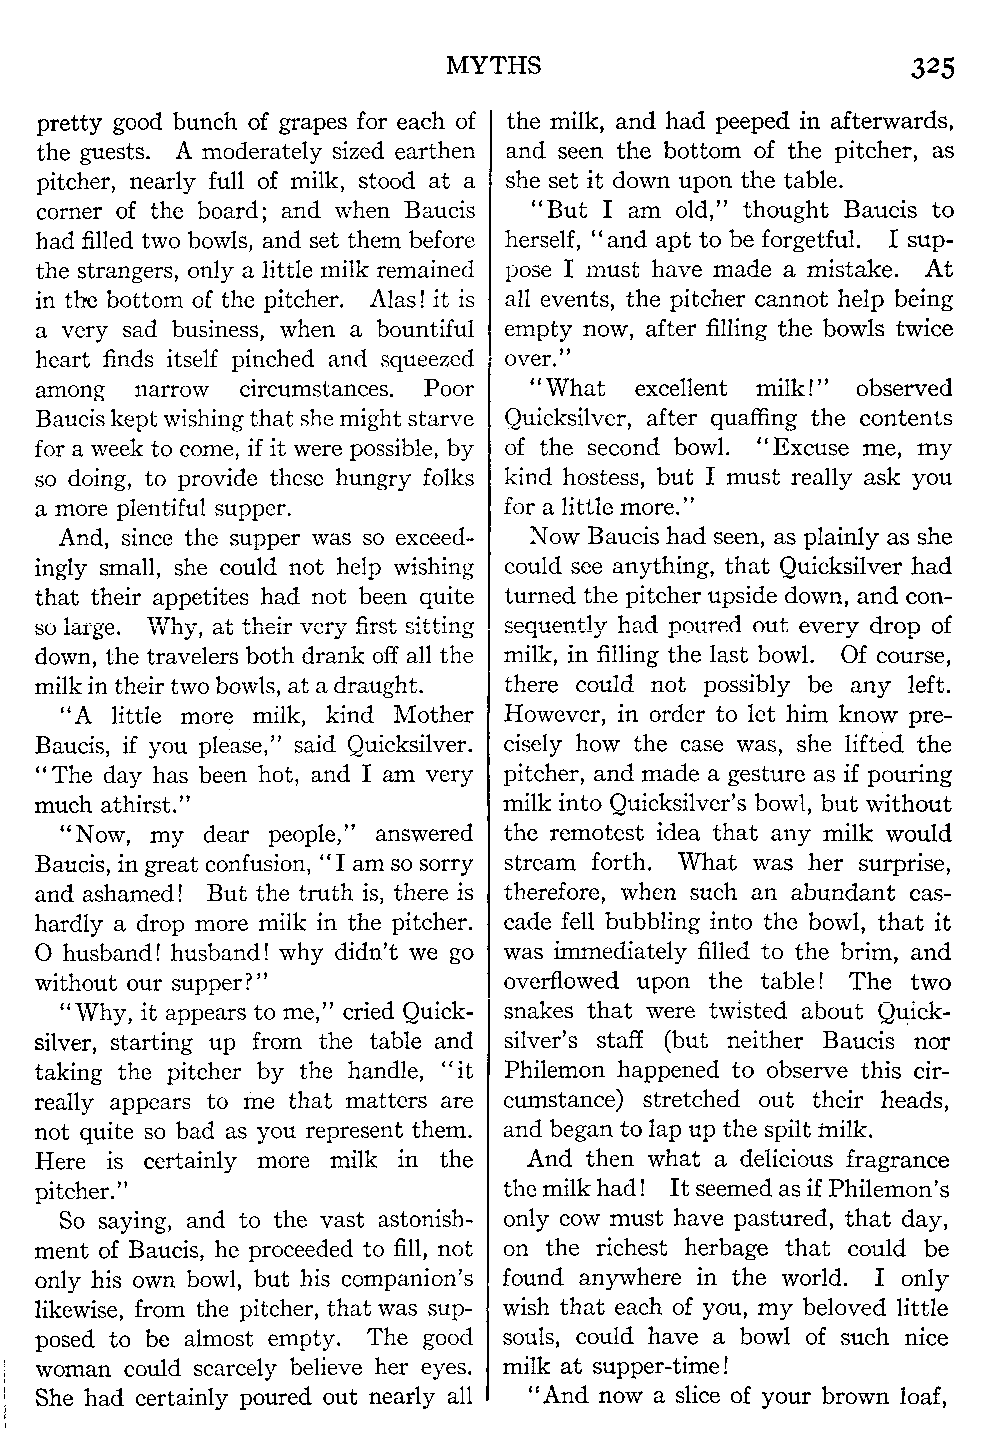 MYTHS 325
pretty good bunch of grapes for each of
the guests. A moderately sized earthen
pitcher, nearly full of milk, stood at a
corner of the board; and when Baucis
had filled two bowls, and set them before
the strangers, only a little milk remained
in the bottom of the pitcher. Alas! it is
a very sad business, when a bountiful
heart finds itself pinched and squeezed
among narrow circumstances. Poor
Baucis kept wishing that she might starve
for a week to come, if it were possible, by
so doing, to provide these hungry folks
a more plentiful supper.
And, since the supper was so exceed-
ingly small, she could not help wishing
that their appetites had not been quite
so large. Why, at their very first sitting
down, the travelers both drank off all the
milk in their two bowls, at a draught.
"A little more milk, kind Mother
Baucis, if you please," said Quicksilver.
"The day has been hot, and I am very
much athirst."
"Now, my dear people," answered
Baucis, in great confusion, "I am so sorry
and ashamed! But the truth is, there is
hardly a drop more milk in the pitcher.
O husband! husband! why didn't we go
without our supper?"
"Why, it appears to me," cried Quick-
silver, starting up from the table and
taking the pitcher by the handle, "it
really appears to me that matters are
not quite so bad as you represent them.
Here is certainly more milk in the
pitcher."
So saying, and to the vast astonish-
ment of Baucis, he proceeded to fill, not
only his own bowl, but his companion's
likewise, from the pitcher, that was sup-
posed to be almost empty. The good
woman could scarcely believe her eyes.
She had certainly poured out nearly all
the milk, and had peeped in afterwards,
and seen the bottom of the pitcher, as
she set it down upon the table.
"But I am old," thought Baucis to
herself, "and apt to be forgetful. I sup-
pose I must have made a mistake. At
all events, the pitcher cannot help being
empty now, after filling the bowls twice
over."
"What excellent milk!" observed
Quicksilver, after quaffing the contents
of the second bowl. "Excuse me, my
kind hostess, but I must really ask you
for a little more."
Now Baucis had seen, as plainly as she
could see anything, that Quicksilver had
turned the pitcher upside down, and con-
sequently had poured out every drop of
milk, in filling the last bowl. Of course,
there could not possibly be any left.
However, in order to let him know pre-
cisely how the case was, she lifted the
pitcher, and made a gesture as if pouring
milk into Quicksilver's bowl, but without
the remotest idea that any milk would
stream forth. What was her surprise,
therefore, when such an abundant cas-
cade fell bubbling into the bowl, that it
was immediately filled to the brim, and
overflowed upon the table! The two
snakes that were twisted about Quick-
silver's staff (but neither Baucis nor
Philemon happened to observe this cir-
cumstance) stretched out their heads,
and began to lap up the spilt milk.
And then what a delicious fragrance
the milk had! It seemed as if Philemon's
only cow must have pastured, that day,
on the richest herbage that could be
found anywhere in the world. I only
wish that each of you, my beloved little
souls, could have a bowl of such nice
milk at supper-time!
"And now a slice of your brown loaf,